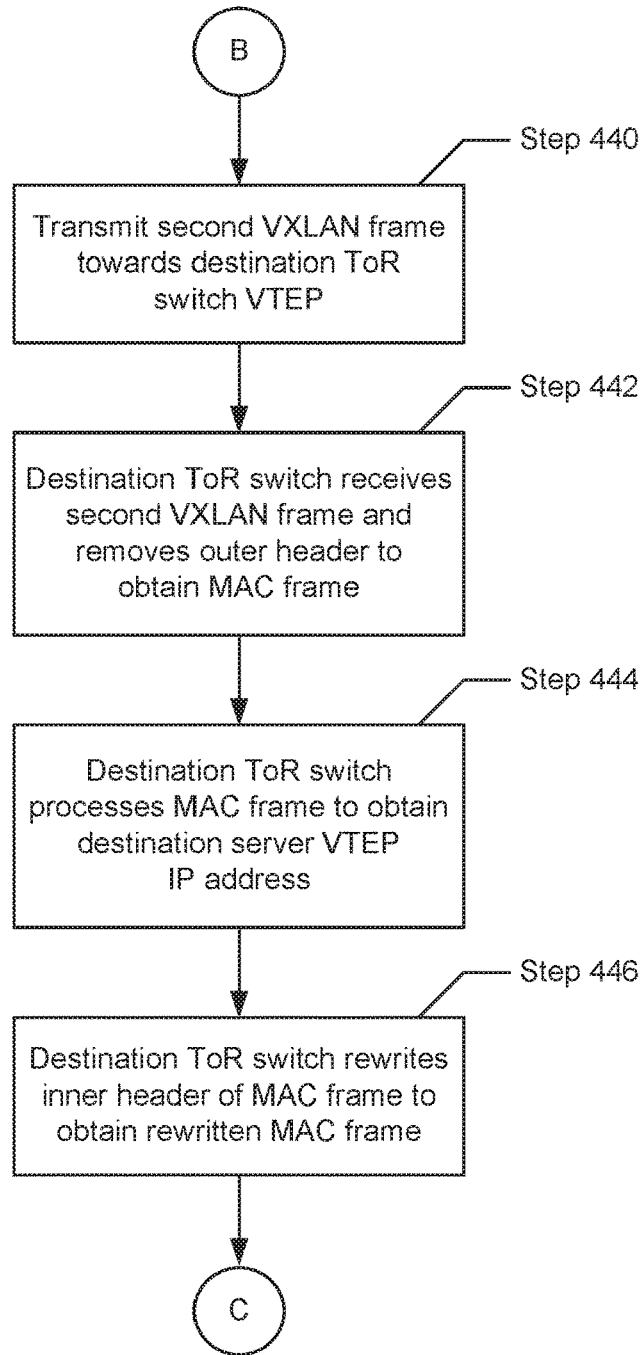 B
Step 440
Transmit second VXLAN frame
towards destination ToR
switch VTEP
Step 442
Destination ToR switch receives
second VXLAN frame and
removes outer header to
obtain MAC frame
Step 444
Destination ToR switch
processes MAC frame to obtain
destination server VTEP
IP address
Step 446
Destination ToR switch rewrites
inner header of MAC frame to
obtain rewritten MAC frame
C